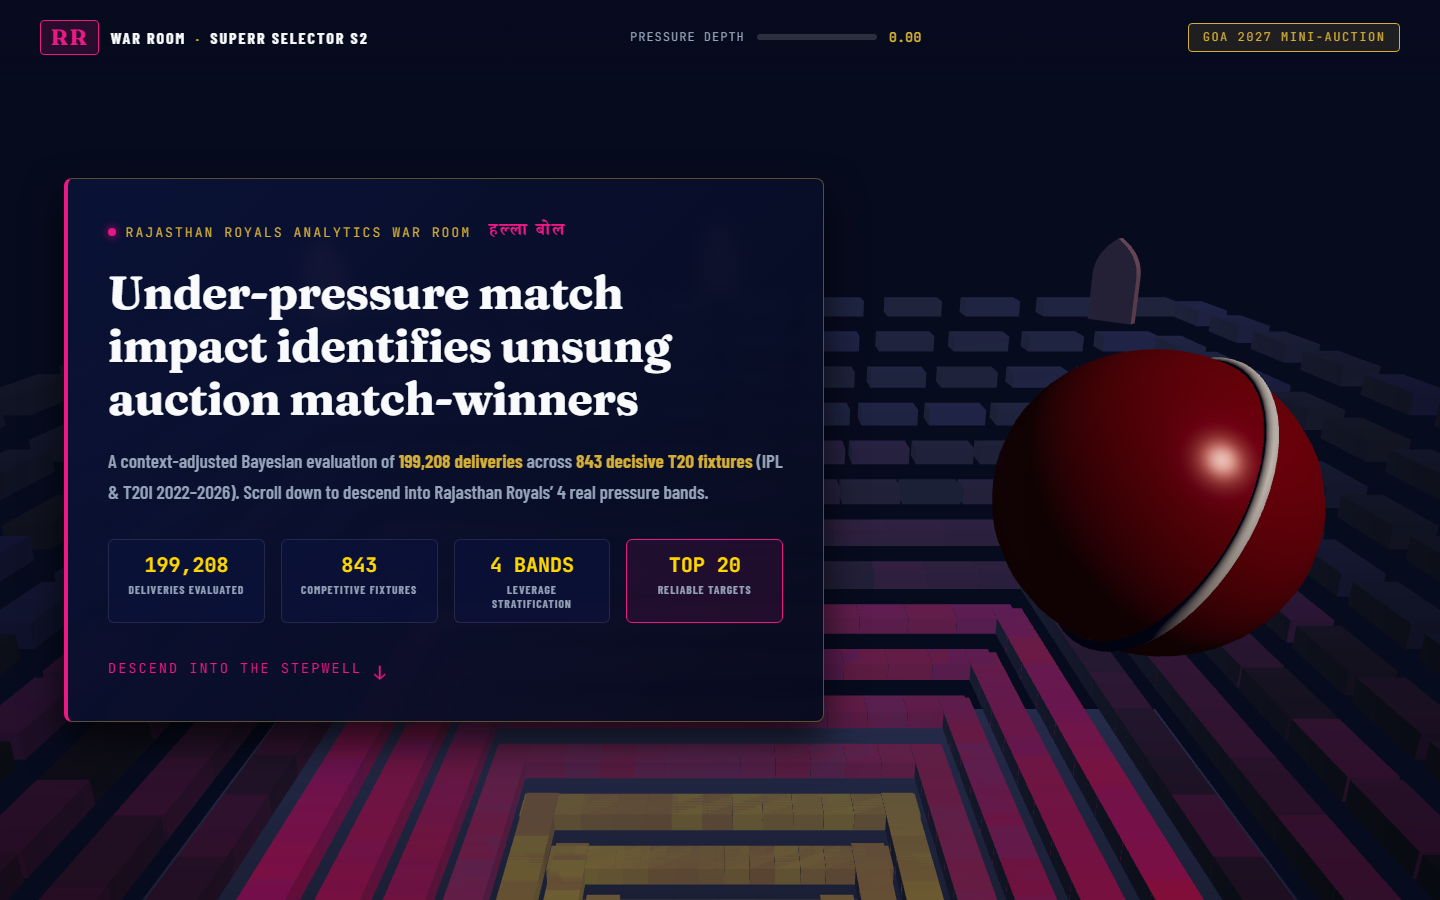 RR WAR ROOM · SUPERR SELECTOR S2
PRESSURE DEPTH 0.00
GOA 2027 MINI-AUCTION
RAJASTHAN ROYALS ANALYTICS WAR ROOM हल्ला बोल
Under-pressure match
impact identifies unsung
auction match-winners
A context-adjusted Bayesian evaluation of 199,208 deliveries across 843 decisive T20 fixtures (IPL
& T20I 2022–2026). Scroll down to descend into Rajasthan Royals’ 4 real pressure bands.
199,208
DELIVERIES EVALUATED
843
COMPETITIVE FIXTURES
4 BANDS
LEVERAGE
STRATIFICATION
TOP 20
RELIABLE TARGETS
DESCEND INTO THE STEPWELL ↓